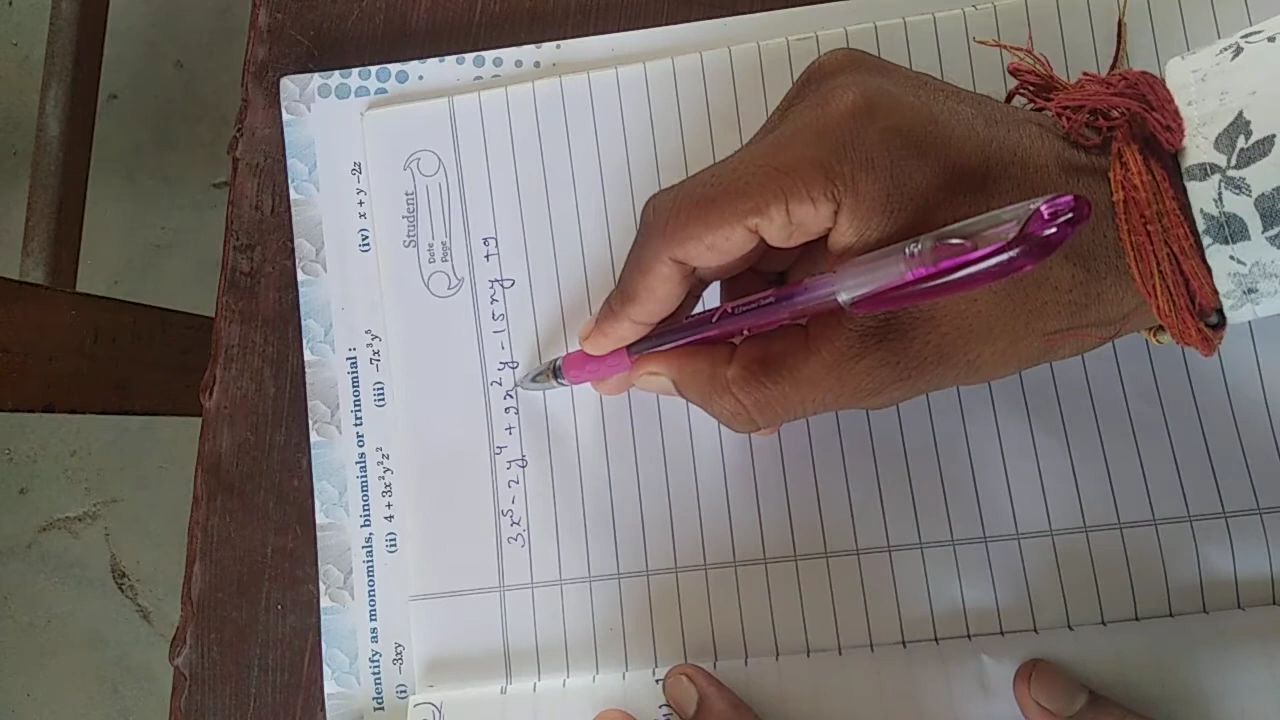 Identify as monomials, binomials or trinomial :
(i) −3xy (ii) 4 + 3x²y²z² (iii) −7x³y⁵ (iv) x + y −2z
Student
Date
Page
3x⁵ - 2y⁴ + 9x²y - 15xy + 9